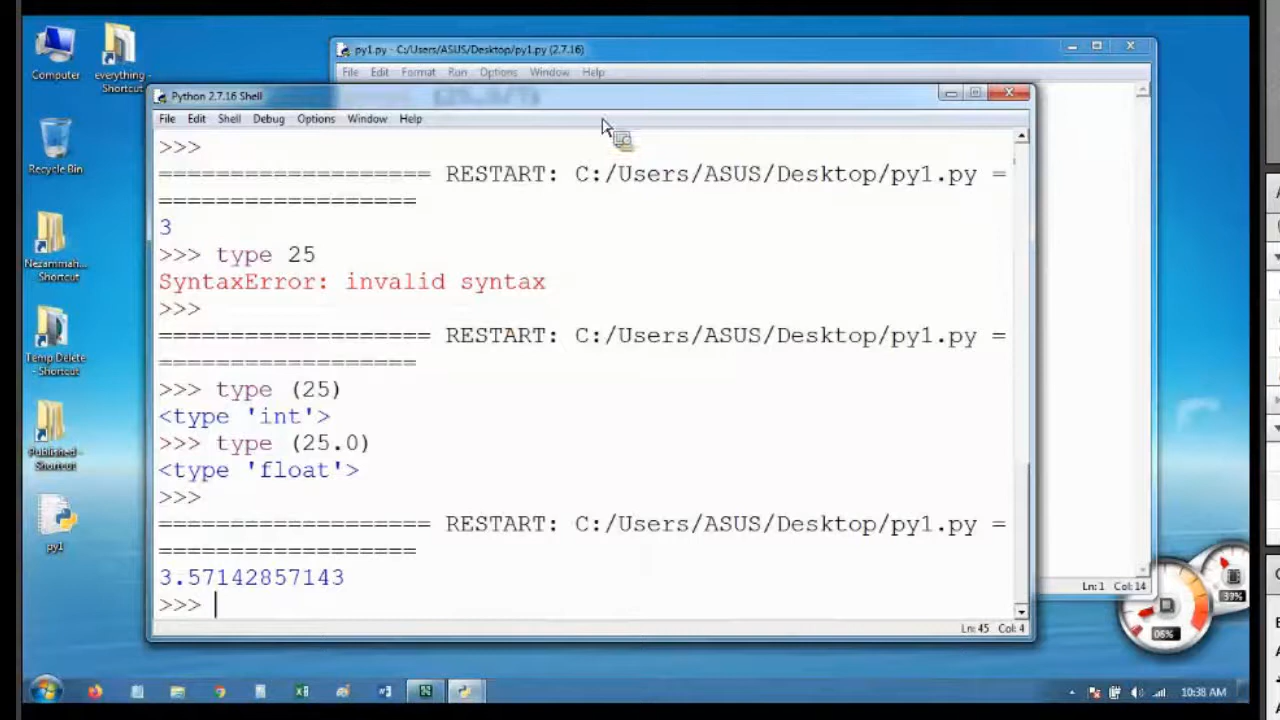 Computer
everything -
Shortcut
Recycle Bin
Nezammah...
- Shortcut
Temp Delete
- Shortcut
Published -
Shortcut
py1
py1.py - C:/Users/ASUS/Desktop/py1.py (2.7.16)
File Edit Format Run Options Window Help
Python 2.7.16 Shell
File Edit Shell Debug Options Window Help
>>>
=================== RESTART: C:/Users/ASUS/Desktop/py1.py =
==================
3
>>> type 25
SyntaxError: invalid syntax
>>>
=================== RESTART: C:/Users/ASUS/Desktop/py1.py =
==================
>>> type (25)
<type 'int'>
>>> type (25.0)
<type 'float'>
>>>
=================== RESTART: C:/Users/ASUS/Desktop/py1.py =
==================
3.57142857143
>>>
Ln: 45 Col: 4
Ln: 1 Col: 14
39%
06%
10:38 AM